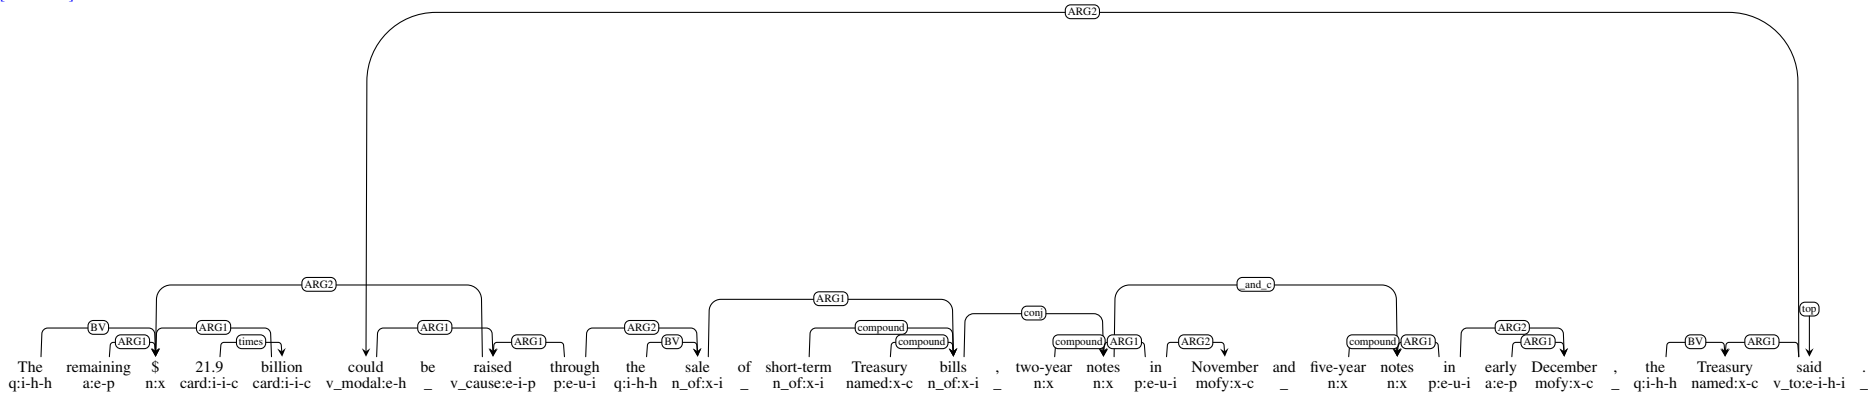 ARG2
ARG2 _and_c
ARG1 conj top
BV ARG1 ARG1 ARG2 compound ARG2
ARG1 times ARG1 BV compound compound ARG1 ARG2 compound ARG1 ARG1 BV ARG1
The remaining $ 21.9 billion could be raised through the sale of short-term Treasury bills , two-year notes in November and five-year notes in early December , the Treasury said .
q:i-h-h a:e-p n:x card:i-i-c card:i-i-c v_modal:e-h _ v_cause:e-i-p p:e-u-i q:i-h-h n_of:x-i _ n_of:x-i named:x-c n_of:x-i _ n:x n:x p:e-u-i mofy:x-c _ n:x n:x p:e-u-i a:e-p mofy:x-c _ q:i-h-h named:x-c v_to:e-i-h-i _